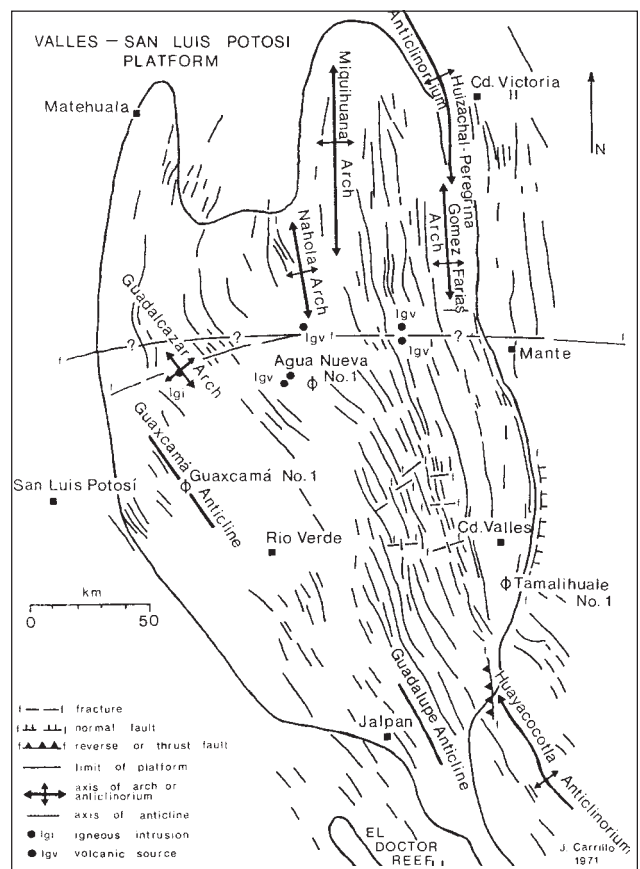 VALLES – SAN LUIS POTOSI
PLATFORM
Matehuala
Miquihuana Arch
Anticlinorium
Huizachal-Peregrina
Cd. Victoria
N
Gomez Farias
Arch
Nahola Arch
Guadalcazar Arch
Igv
f
?
f
?
f
Igv
Igv
Mante
Igi
f
Agua Nueva
No.1
Igv
Guaxcamá No.1
Guaxcamá Anticline
San Luis Potosí
Rio Verde
Cd. Valles
Tamalihuale
No. 1
km
0 50
Guadalupe Anticline
Huayacocotla Anticlinorium
Jalpan
f f fracture
f f normal fault
f f reverse or thrust fault
limit of platform
axis of arch or
anticlinorium
axis of anticline
Igi igneous intrusion
Igv volcanic source
EL
DOCTOR
REEF
J. Carrillo
1971